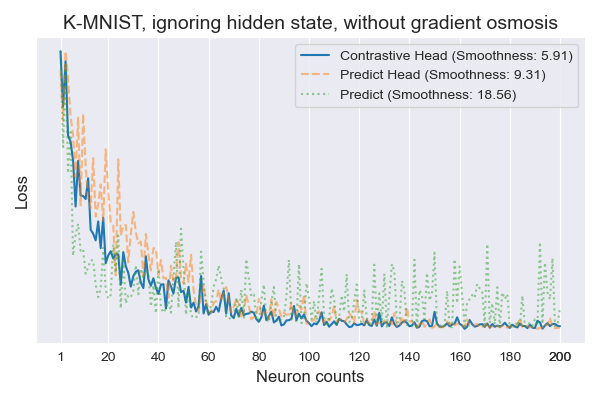 K-MNIST, ignoring hidden state, without gradient osmosis
Contrastive Head (Smoothness: 5.91)
Predict Head (Smoothness: 9.31)
Predict (Smoothness: 18.56)
Loss
1 20 40 60 80 100 120 140 160 180 200 200
Neuron counts